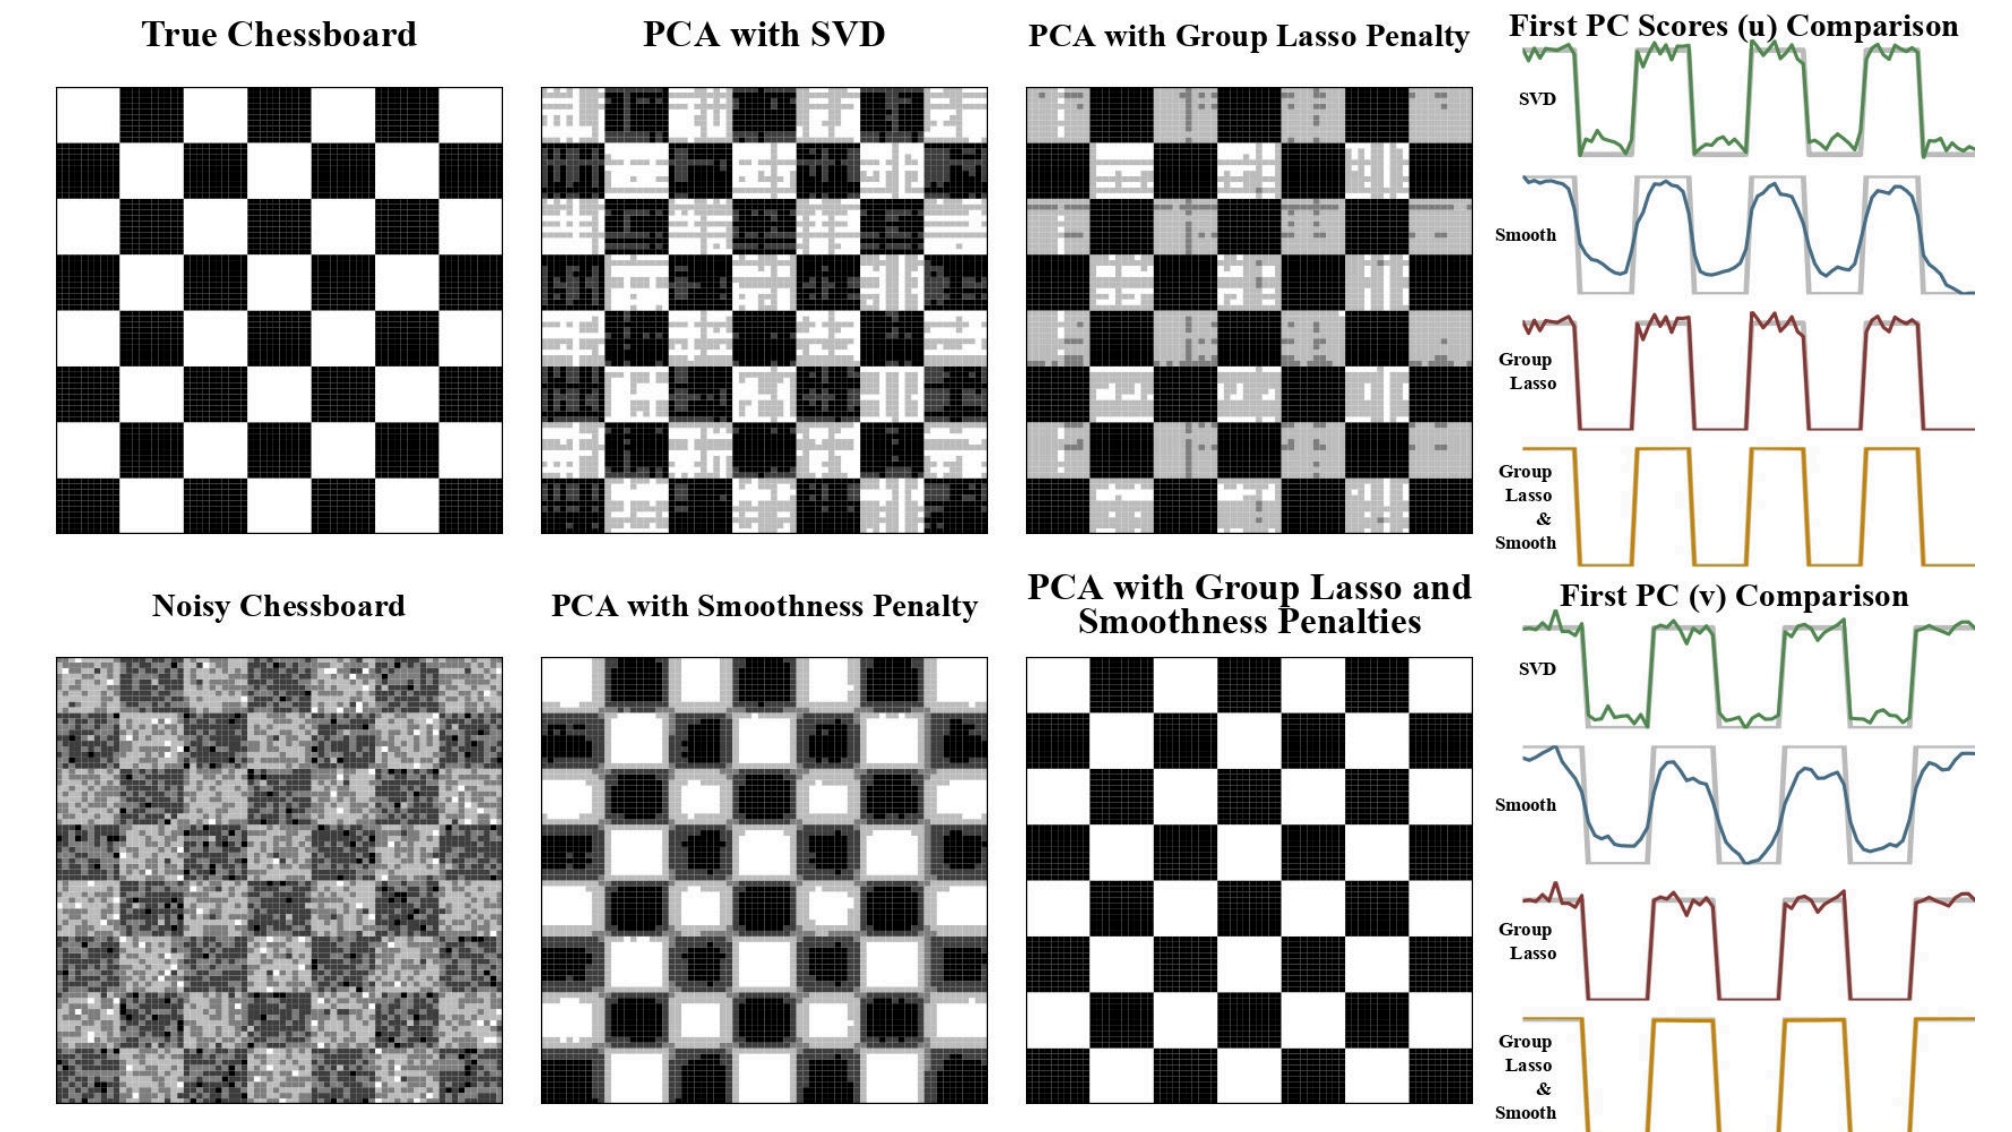 True Chessboard
PCA with SVD
PCA with Group Lasso Penalty
First PC Scores (u) Comparison
SVD
Smooth
Group
Lasso
Group
Lasso
&
Smooth
Noisy Chessboard
PCA with Smoothness Penalty
PCA with Group Lasso and
Smoothness Penalties
First PC (v) Comparison
SVD
Smooth
Group
Lasso
Group
Lasso
&
Smooth